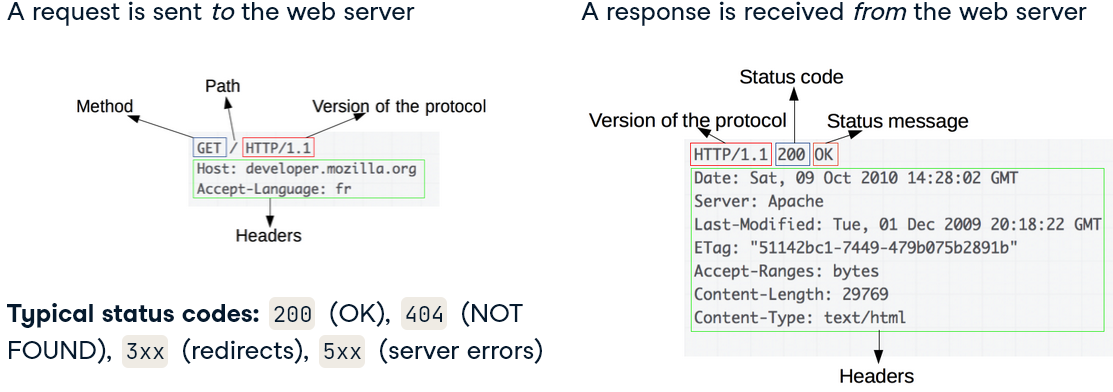 A request is sent to the web server
Path
Method
Version of the protocol
GET / HTTP/1.1
Host: developer.mozilla.org
Accept-Language: fr
Headers
Typical status codes: 200 (OK), 404 (NOT
FOUND), 3xx (redirects), 5xx (server errors)
A response is received from the web server
Status code
Version of the protocol
Status message
HTTP/1.1 200 OK
Date: Sat, 09 Oct 2010 14:28:02 GMT
Server: Apache
Last-Modified: Tue, 01 Dec 2009 20:18:22 GMT
ETag: "51142bc1-7449-479b075b2891b"
Accept-Ranges: bytes
Content-Length: 29769
Content-Type: text/html
Headers